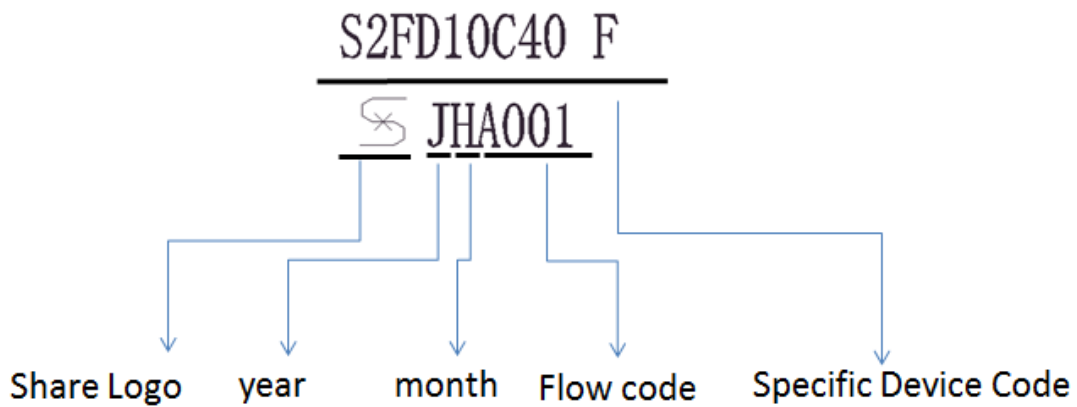 S2FD10C40 F
JHA001
Share Logo year month Flow code Specific Device Code